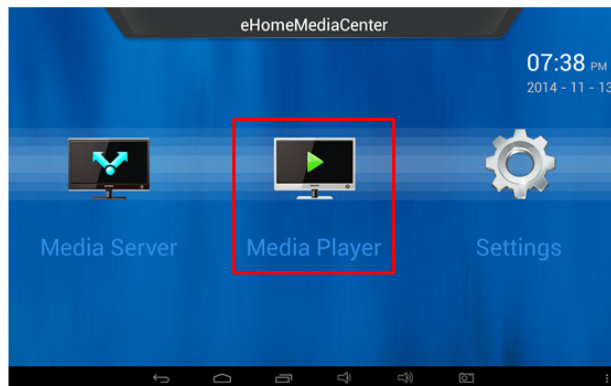 eHomeMediaCenter
07:38 PM
2014 - 11 - 13
Media Server
Media Player
Settings